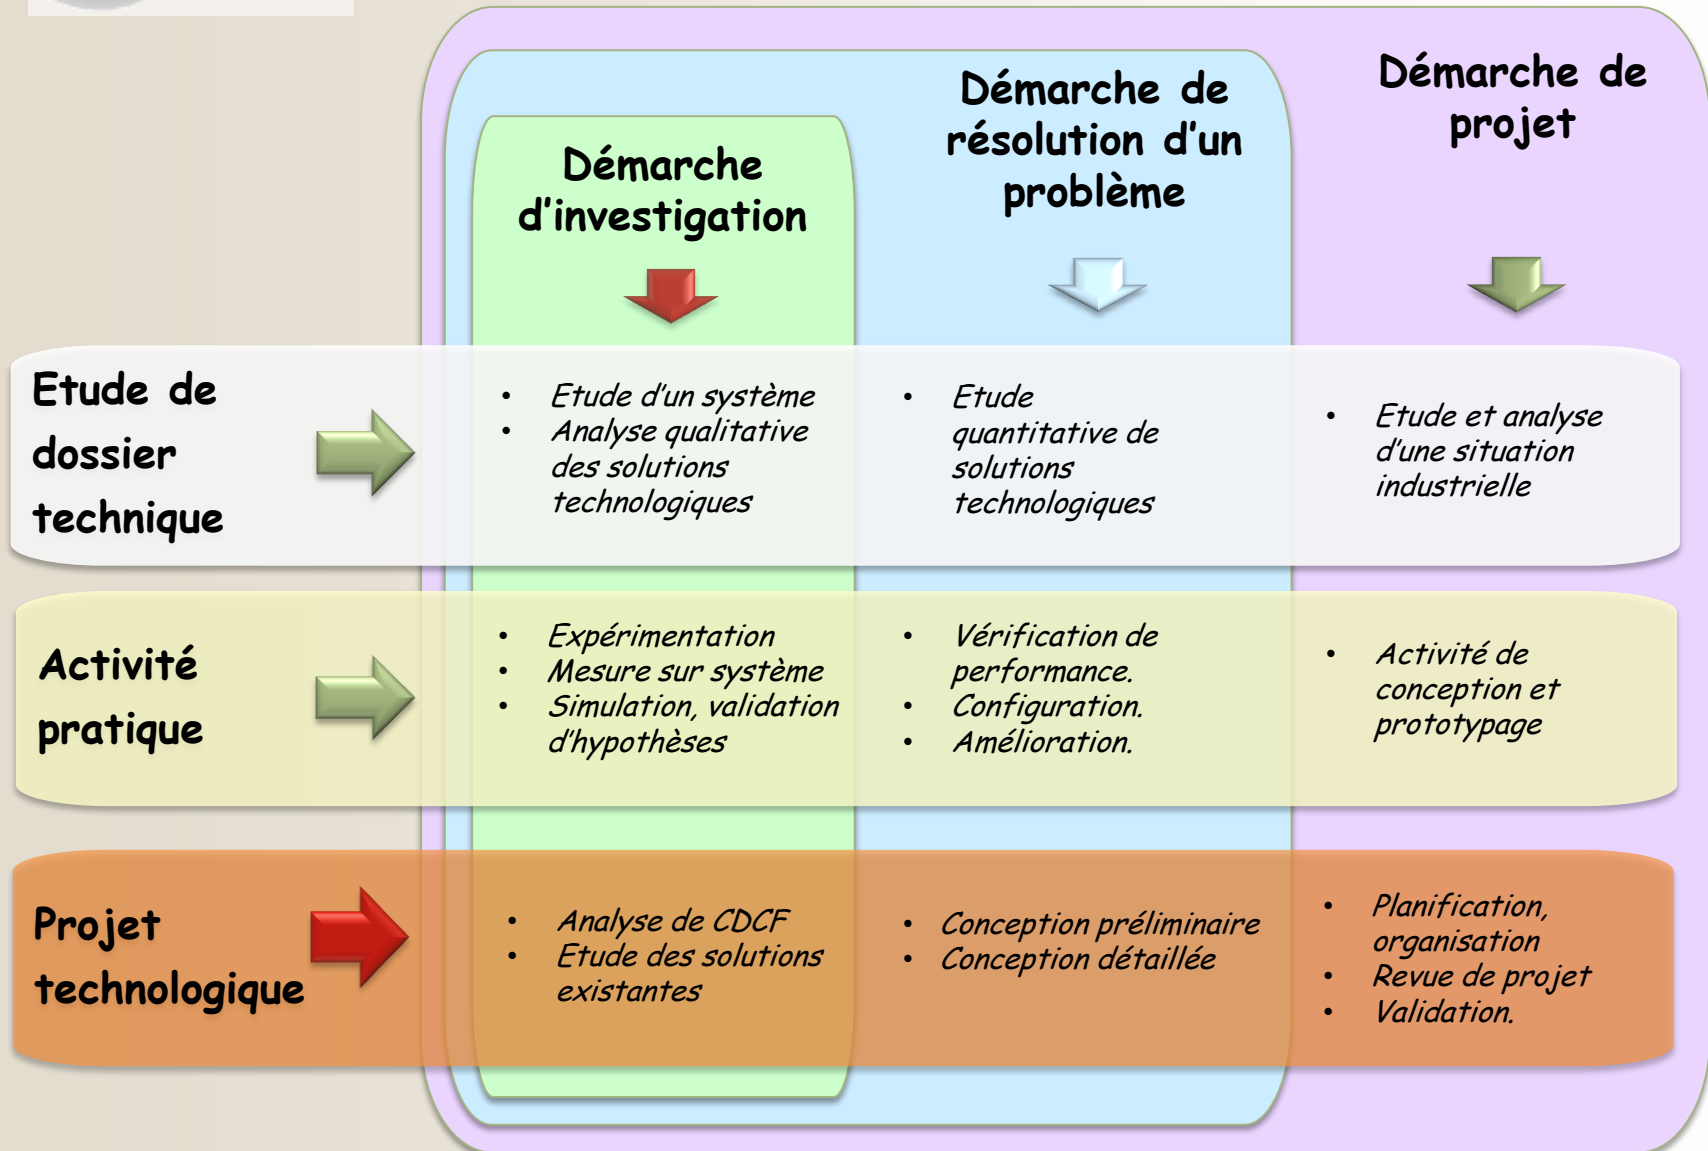 Démarche
d'investigation
Démarche de
résolution d'un
problème
Démarche de
projet
Etude de
dossier
technique
• Etude d'un système
• Analyse qualitative
des solutions
technologiques
• Etude
quantitative de
solutions
technologiques
• Etude et analyse
d'une situation
industrielle
Activité
pratique
• Expérimentation
• Mesure sur système
• Simulation, validation
d'hypothèses
• Vérification de
performance.
• Configuration.
• Amélioration.
• Activité de
conception et
prototypage
Projet
technologique
• Analyse de CDCF
• Etude des solutions
existantes
• Conception préliminaire
• Conception détaillée
• Planification,
organisation
• Revue de projet
• Validation.